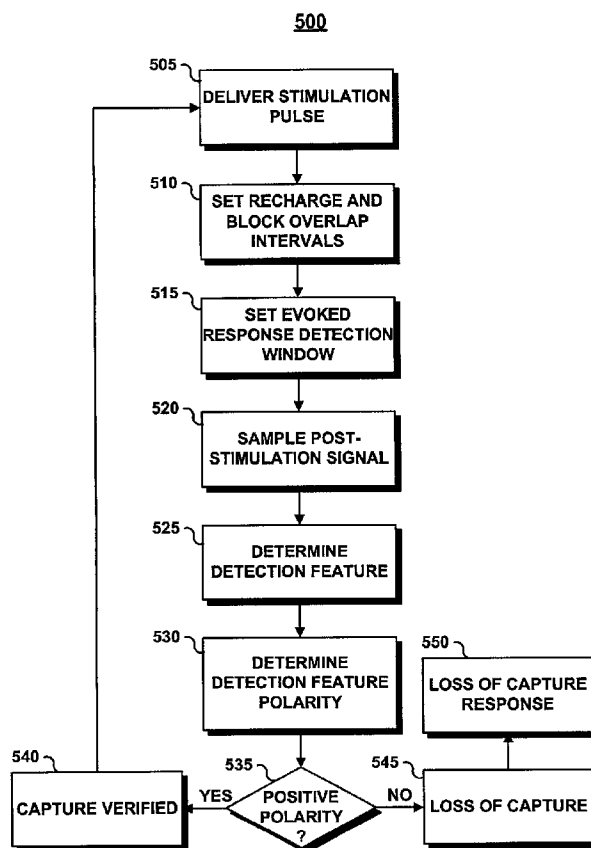 500
505
DELIVER STIMULATION
PULSE
510
SET RECHARGE AND
BLOCK OVERLAP
INTERVALS
515
SET EVOKED
RESPONSE DETECTION
WINDOW
520
SAMPLE POST-
STIMULATION SIGNAL
525
DETERMINE
DETECTION FEATURE
530
DETERMINE
DETECTION FEATURE
POLARITY
535
POSITIVE
POLARITY
?
YES
540
CAPTURE VERIFIED
NO
545
LOSS OF CAPTURE
550
LOSS OF CAPTURE
RESPONSE